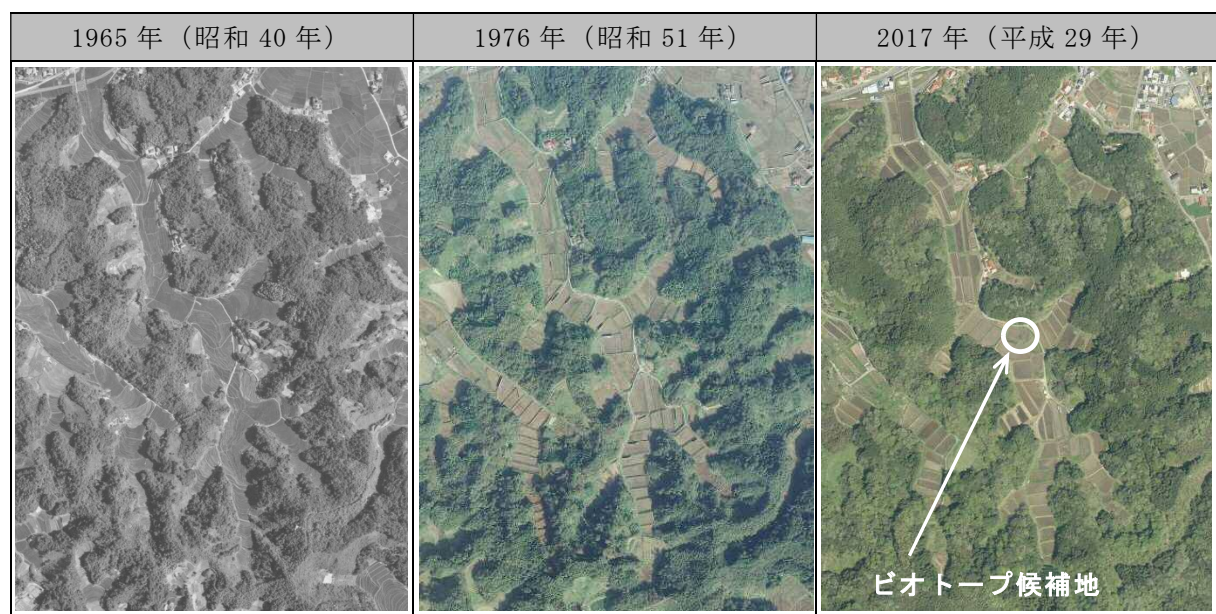 1965 年（昭和 40 年）
1976 年（昭和 51 年）
2017 年（平成 29 年）
ビオトープ候補地